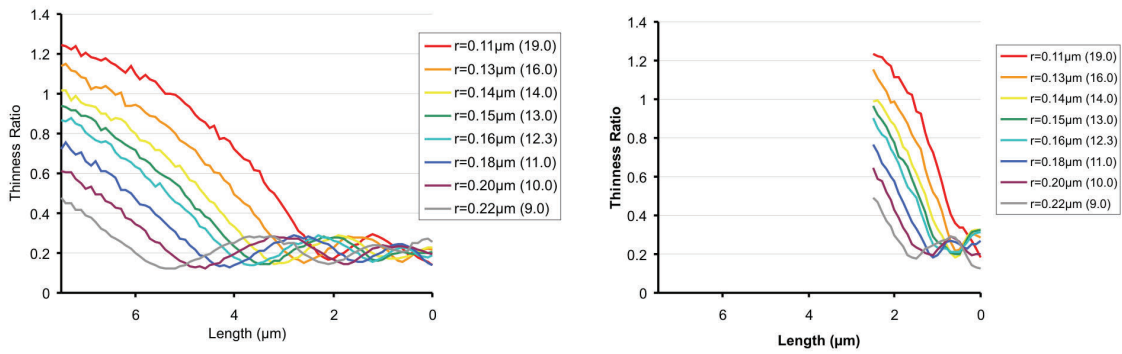 1.4
1.2
1
0.8
0.6
0.4
0.2
0
Thinness Ratio
6
4
2
0
Length (µm)
r=0.11µm (19.0)
r=0.13µm (16.0)
r=0.14µm (14.0)
r=0.15µm (13.0)
r=0.16µm (12.3)
r=0.18µm (11.0)
r=0.20µm (10.0)
r=0.22µm (9.0)
1.4
1.2
1
0.8
0.6
0.4
0.2
0
Thinness Ratio
6
4
2
0
Length (µm)
r=0.11µm (19.0)
r=0.13µm (16.0)
r=0.14µm (14.0)
r=0.15µm (13.0)
r=0.16µm (12.3)
r=0.18µm (11.0)
r=0.20µm (10.0)
r=0.22µm (9.0)